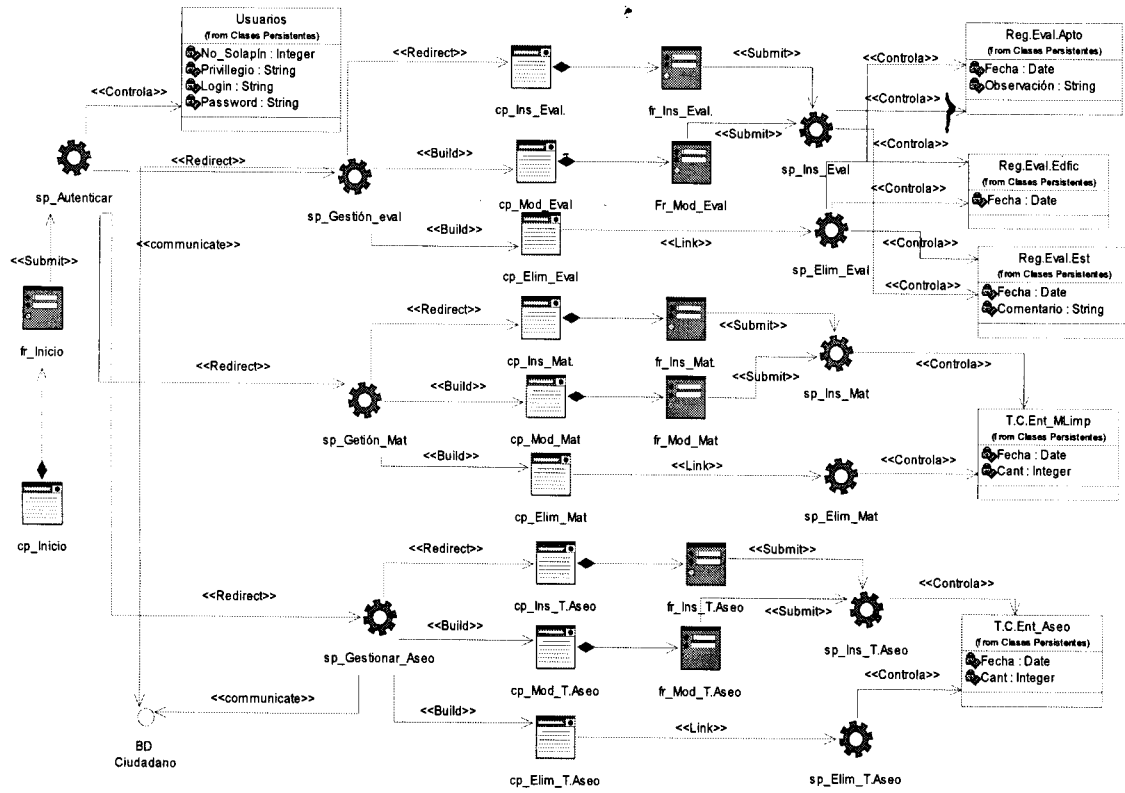 Usuarios
(from Clases Persistentes)
No_SolapIn : Integer
Privillegio : String
Login : String
Password : String
<<Controla>>
sp_Autenticar
<<Submit>>
fr_Inicio
cp_Inicio
<<Redirect>>
<<communicate>>
<<Redirect>>
<<Redirect>>
<<communicate>>
BD
Ciudadano
sp_Gestión_eval
<<Redirect>>
<<Build>>
<<Build>>
cp_Ins_Eval.
cp_Mod_Eval
cp_Elim_Eval
fr_Ins_Eval.
Fr_Mod_Eval
<<Submit>>
<<Submit>>
<<Link>>
sp_Ins_Eval
sp_Elim_Eval
<<Controla>>
<<Controla>>
<<Controla>>
<<Controla>>
<<Controla>>
<<Controla>>
Reg.Eval.Apto
(from Clases Persistentes)
Fecha : Date
Observación : String
Reg.Eval.Edfic
(from Clases Persistentes)
Fecha : Date
Reg.Eval.Est
(from Clases Persistentes)
Fecha : Date
Comentario : String
sp_Getión_Mat
<<Redirect>>
<<Build>>
<<Build>>
cp_Ins_Mat.
cp_Mod_Mat
cp_Elim_Mat
fr_Ins_Mat.
fr_Mod_Mat
<<Submit>>
<<Submit>>
<<Link>>
sp_Ins_Mat
sp_Elim_Mat
<<Controla>>
<<Controla>>
T.C.Ent_MLimp
(from Clases Persistentes)
Fecha : Date
Cant : Integer
sp_Gestionar_Aseo
<<Redirect>>
<<Build>>
<<Build>>
cp_Ins_T.Aseo
cp_Mod_T.Aseo
cp_Elim_T.Aseo
fr_Ins_T.Aseo
fr_Mod_T.Aseo
<<Submit>>
<<Submit>>
<<Link>>
sp_Ins_T.Aseo
sp_Elim_T.Aseo
<<Controla>>
<<Controla>>
T.C.Ent_Aseo
(from Clases Persistentes)
Fecha : Date
Cant : Integer